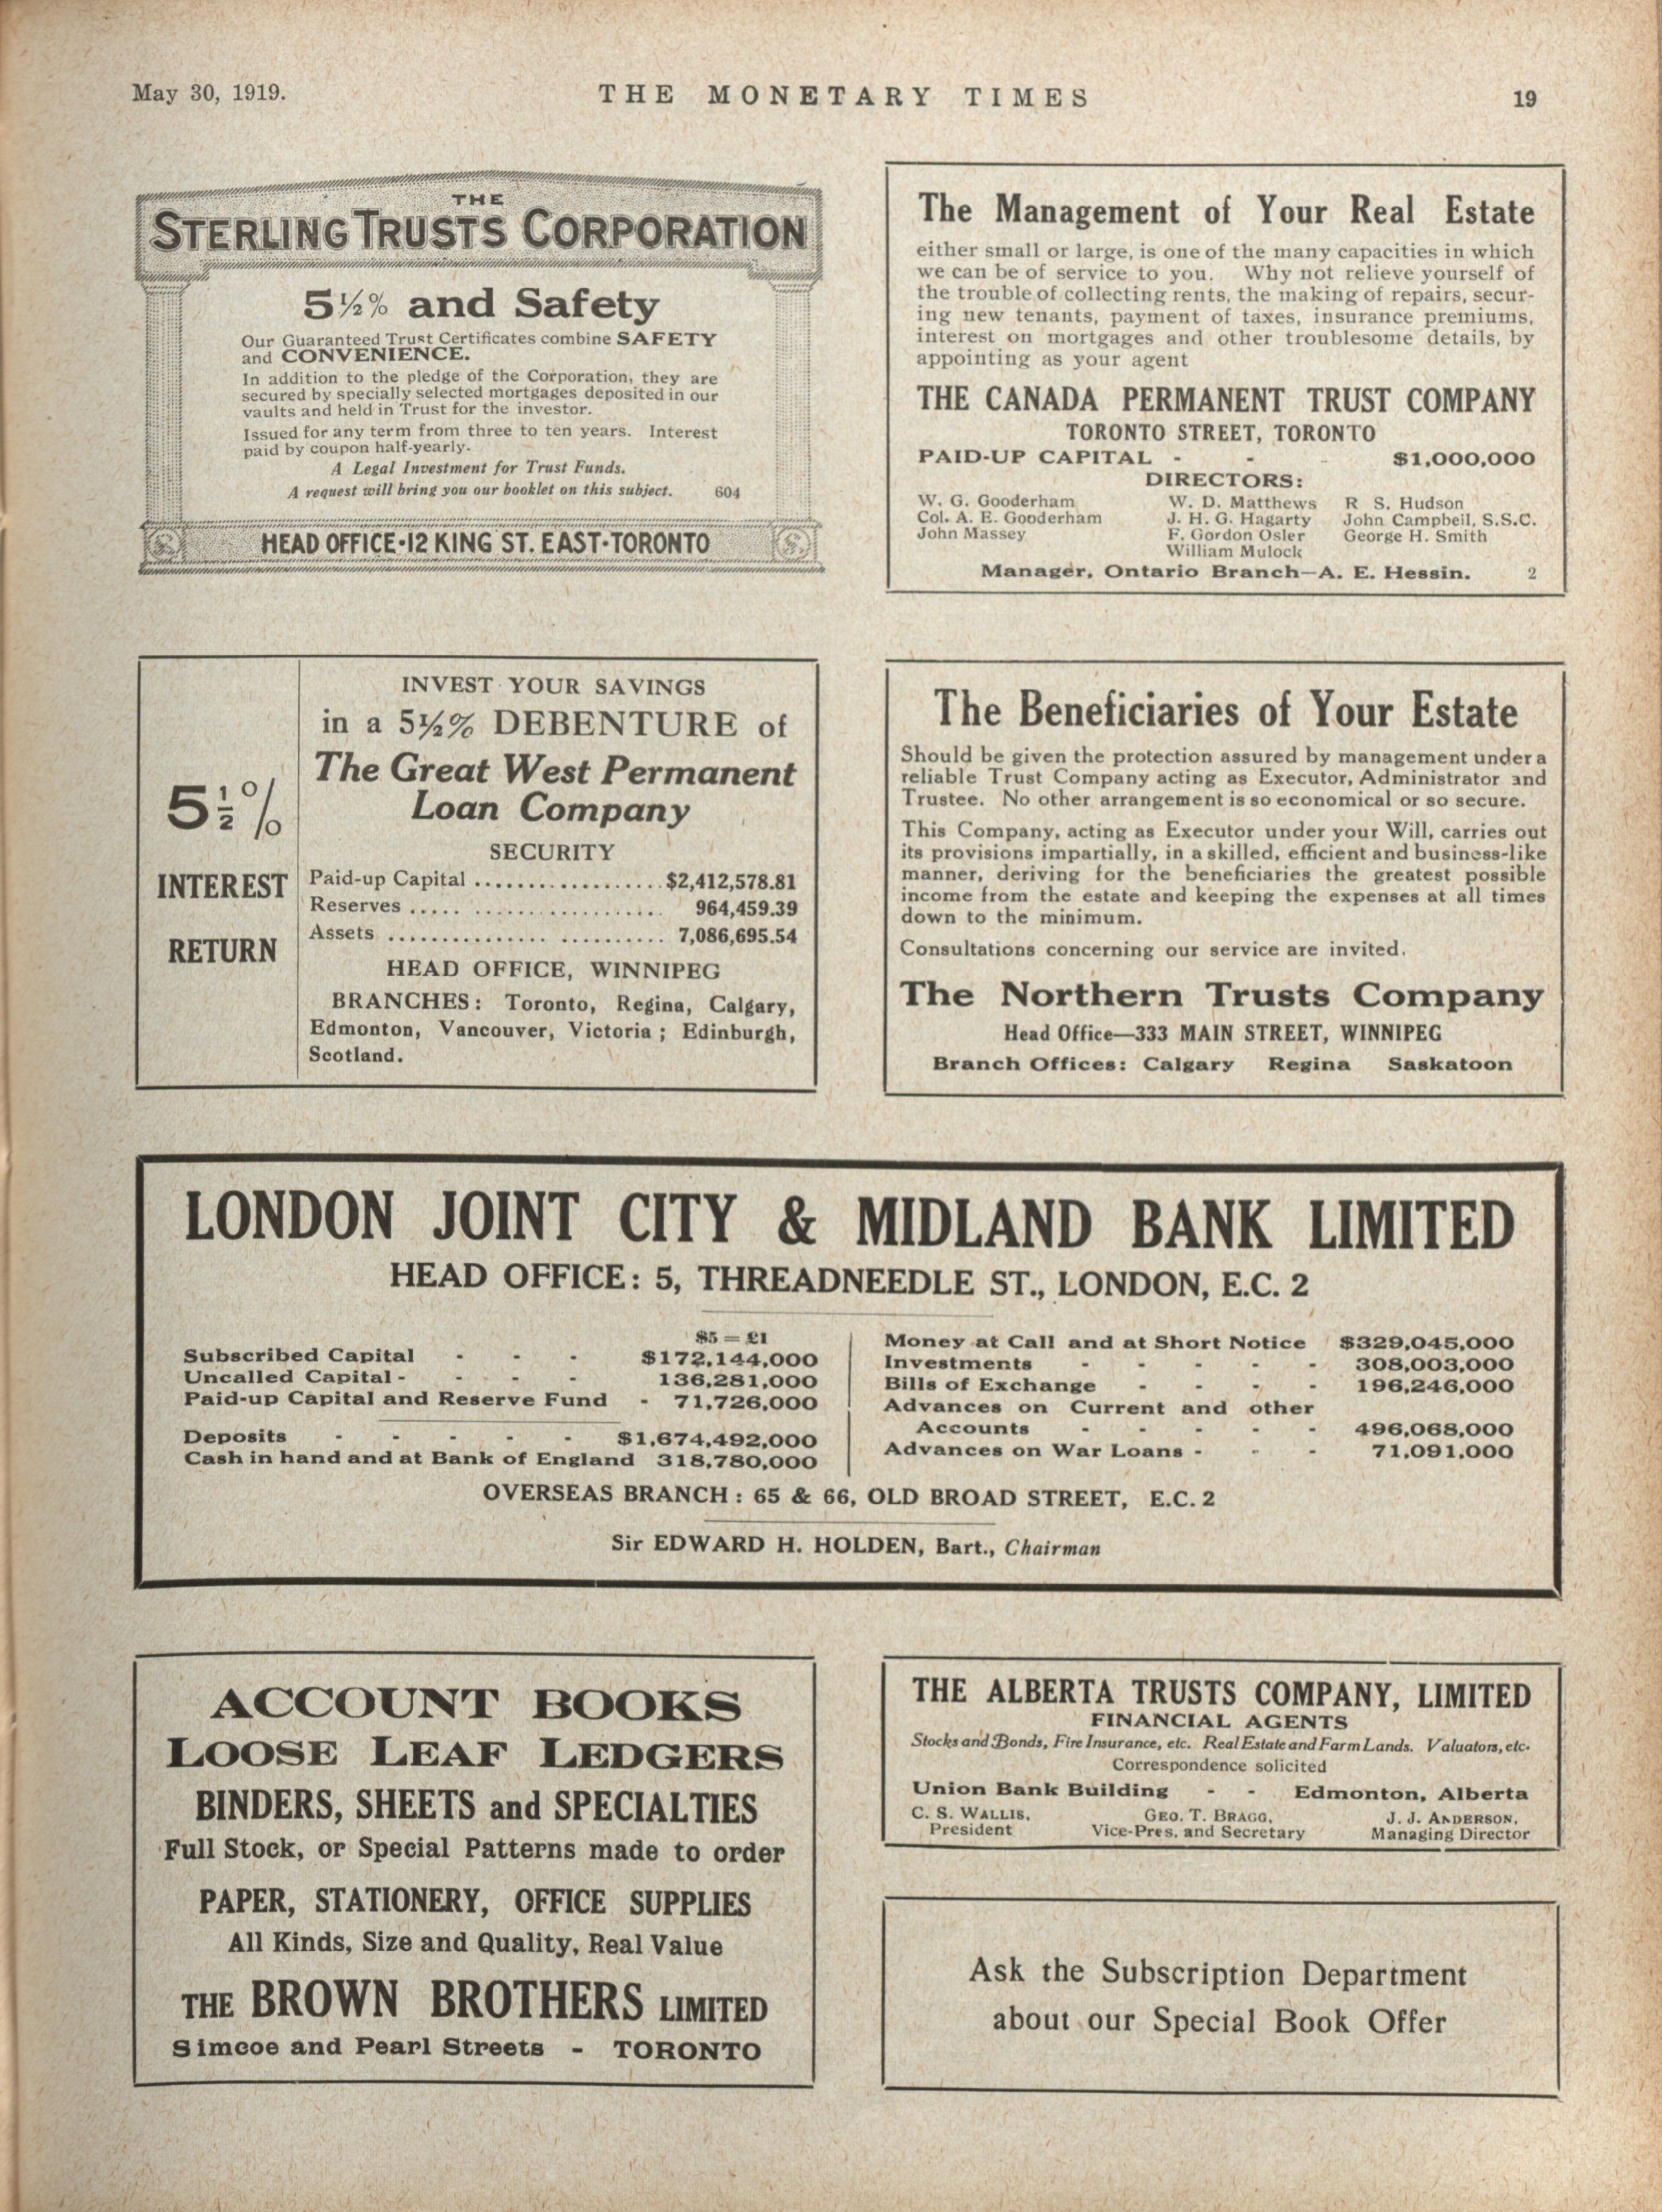 May 30, 1919.
THE MONETARY TIMES
19
THE
STERLING TRUSTS CORPORATION
5½% and Safety
Our Guaranteed Trust Certificates combine SAFETY
and CONVENIENCE.
In addition to the pledge of the Corporation, they are
secured by specially selected mortgages deposited in our
vaults and held in Trust for the investor.
Issued for any term from three to ten years. Interest
paid by coupon half-yearly.
A Legal Investment for Trust Funds.
A request will bring you our booklet on this subject. 604
HEAD OFFICE-12 KING ST. EAST-TORONTO
The Management of Your Real Estate
either small or large, is one of the many capacities in which
we can be of service to you. Why not relieve yourself of
the trouble of collecting rents, the making of repairs, secur-
ing new tenants, payment of taxes, insurance premiums,
interest on mortgages and other troublesome details, by
appointing as your agent
THE CANADA PERMANENT TRUST COMPANY
TORONTO STREET, TORONTO
PAID-UP CAPITAL - - - $1,000,000
DIRECTORS:
W. G. Gooderham W. D. Matthews R S. Hudson
Col. A. E. Gooderham J. H. G. Hagarty John Campbell, S.S.C.
John Massey F. Gordon Osler George H. Smith
William Mulock
Manager, Ontario Branch—A. E. Hessin. 2
5½%
INTEREST
RETURN
INVEST YOUR SAVINGS
in a 5½% DEBENTURE of
The Great West Permanent
Loan Company
SECURITY
Paid-up Capital .................. $2,412,578.81
Reserves ..... .................. 964,459.39
Assets ............... .......... 7,086,695.54
HEAD OFFICE, WINNIPEG
BRANCHES: Toronto, Regina, Calgary,
Edmonton, Vancouver, Victoria; Edinburgh,
Scotland.
The Beneficiaries of Your Estate
Should be given the protection assured by management under a
reliable Trust Company acting as Executor, Administrator and
Trustee. No other arrangement is so economical or so secure.
This Company, acting as Executor under your Will, carries out
its provisions impartially, in a skilled, efficient and business-like
manner, deriving for the beneficiaries the greatest possible
income from the estate and keeping the expenses at all times
down to the minimum.
Consultations concerning our service are invited.
The Northern Trusts Company
Head Office—333 MAIN STREET, WINNIPEG
Branch Offices: Calgary Regina Saskatoon
LONDON JOINT CITY & MIDLAND BANK LIMITED
HEAD OFFICE: 5, THREADNEEDLE ST., LONDON, E.C. 2
$5 = £1
Subscribed Capital - - - $172,144,000
Uncalled Capital - - - - 136,281,000
Paid-up Capital and Reserve Fund - 71,726,000
Deposits - - - - - $1,674,492,000
Cash in hand and at Bank of England 318,780,000
Money at Call and at Short Notice $329,045,000
Investments - - - - - 308,003,000
Bills of Exchange - - - - 196,246,000
Advances on Current and other
Accounts - - - - - 496,068,000
Advances on War Loans - - - 71,091,000
OVERSEAS BRANCH: 65 & 66, OLD BROAD STREET, E.C. 2
Sir EDWARD H. HOLDEN, Bart., Chairman
ACCOUNT BOOKS
LOOSE LEAF LEDGERS
BINDERS, SHEETS and SPECIALTIES
Full Stock, or Special Patterns made to order
PAPER, STATIONERY, OFFICE SUPPLIES
All Kinds, Size and Quality, Real Value
THE BROWN BROTHERS LIMITED
Simcoe and Pearl Streets - TORONTO
THE ALBERTA TRUSTS COMPANY, LIMITED
FINANCIAL AGENTS
Stocks and Bonds, Fire Insurance, etc. Real Estate and Farm Lands. Valuators, etc.
Correspondence solicited
Union Bank Building - - Edmonton, Alberta
C. S. WALLIS, GEO. T. BRAGG, J. J. ANDERSON,
President Vice-Pres. and Secretary Managing Director
Ask the Subscription Department
about our Special Book Offer